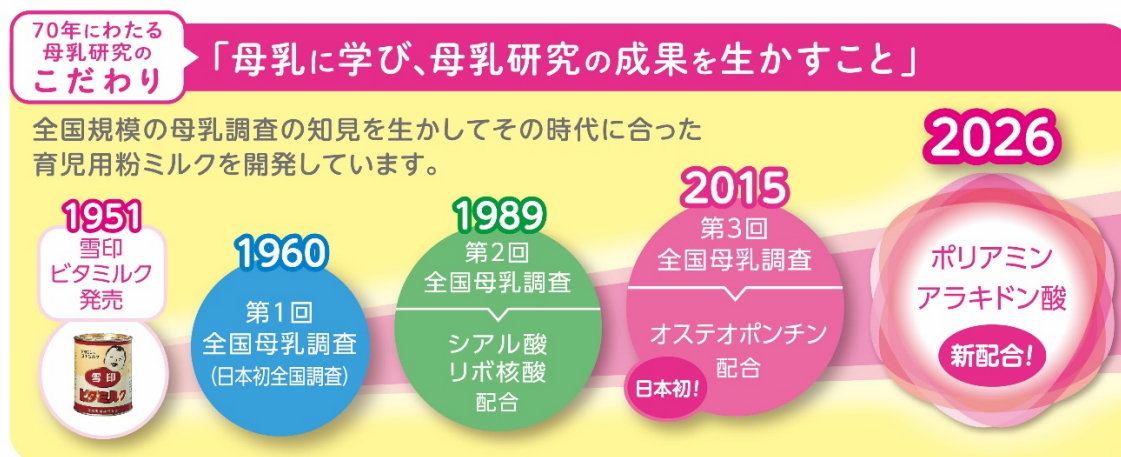 70年にわたる
母乳研究の
こだわり
「母乳に学び、母乳研究の成果を生かすこと」
全国規模の母乳調査の知見を生かしてその時代に合った
育児用粉ミルクを開発しています。
1951
雪印
ビタミルク
発売
雪印
ビタミルク
1960
第1回
全国母乳調査
(日本初全国調査)
1989
第2回
全国母乳調査
シアル酸
リボ核酸
配合
2015
第3回
全国母乳調査
オステオポンチン
配合
日本初!
2026
ポリアミン
アラキドン酸
新配合!